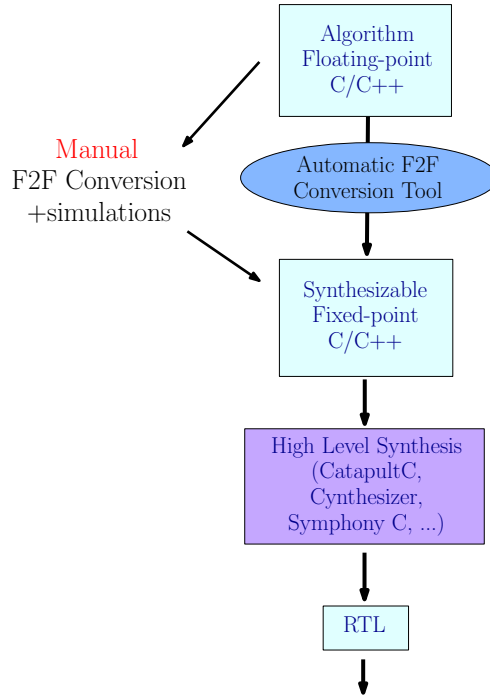 Algorithm
Floating-point
C/C++
Manual
F2F Conversion
+simulations
Automatic F2F
Conversion Tool
Synthesizable
Fixed-point
C/C++
High Level Synthesis
(CatapultC,
Cynthesizer,
Symphony C, ...)
RTL